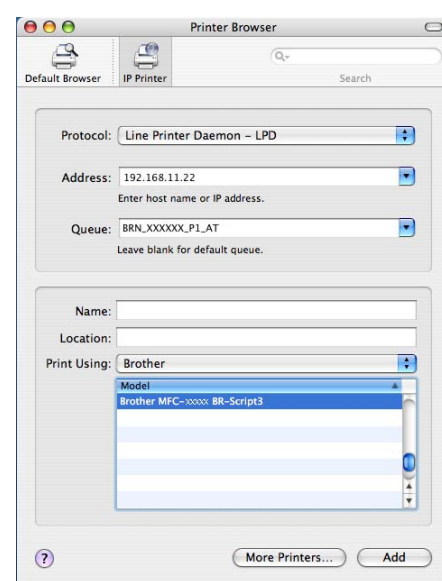 Printer Browser
Default Browser IP Printer Search
Protocol: Line Printer Daemon – LPD
Address: 192.168.11.22
Enter host name or IP address.
Queue: BRN_XXXXXX_P1_AT
Leave blank for default queue.
Name:
Location:
Print Using: Brother
Model
Brother MFC-xxxxx BR-Script3
? More Printers... Add